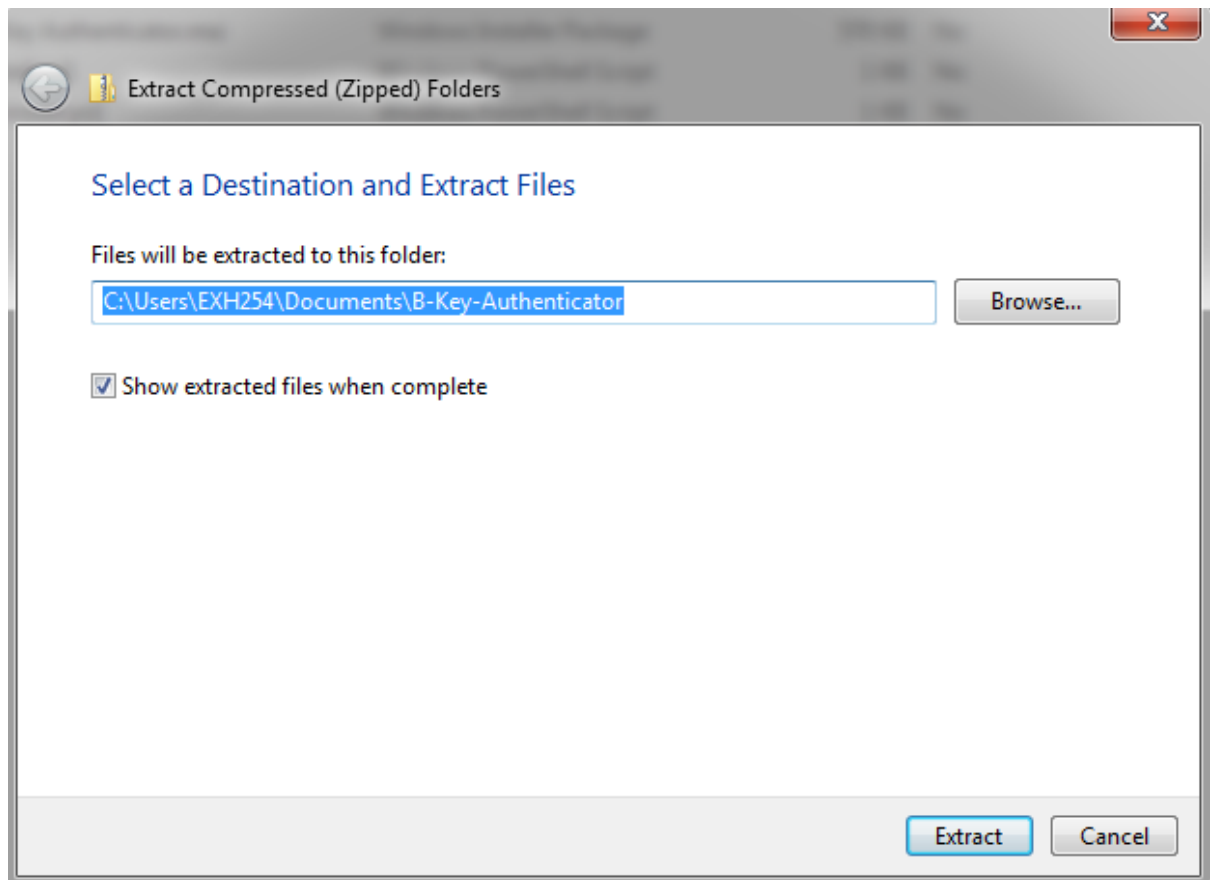 Extract Compressed (Zipped) Folders
Select a Destination and Extract Files
Files will be extracted to this folder:
C:\Users\EXH254\Documents\B-Key-Authenticator
Browse...
Show extracted files when complete
Extract
Cancel